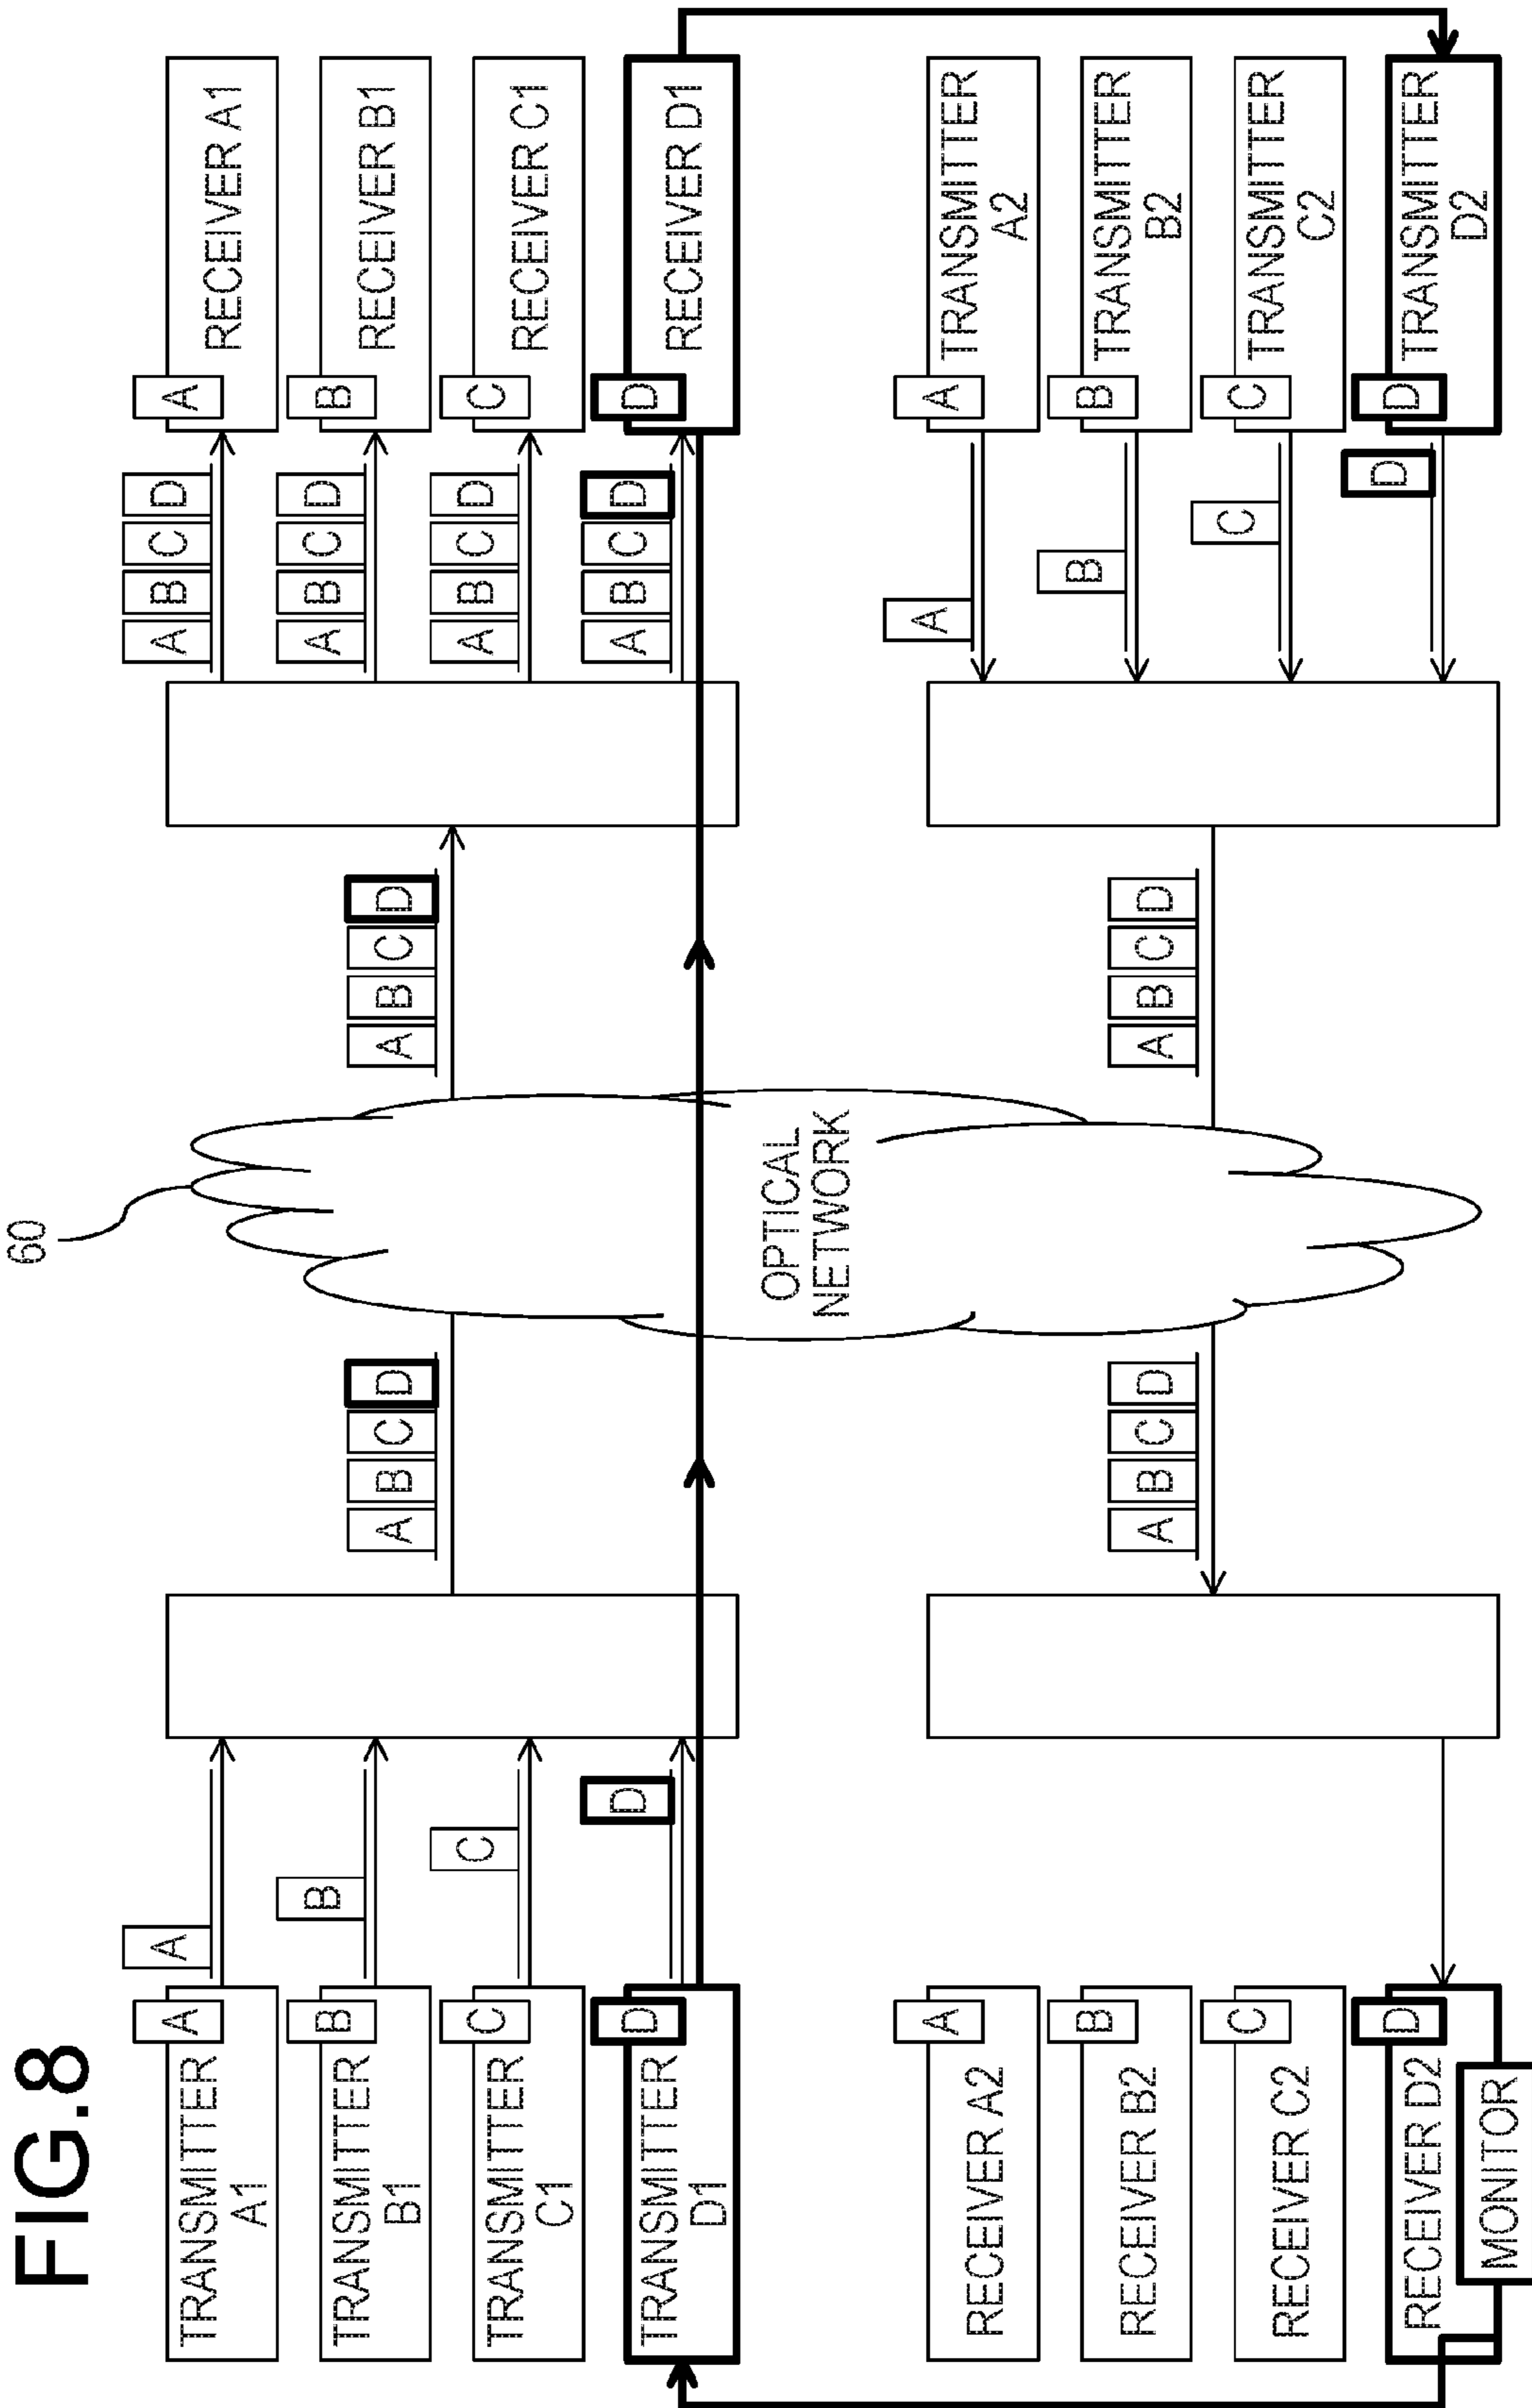 FIG.8
60
TRANSMITTER
A1
A
A
TRANSMITTER
B1
B
B
TRANSMITTER
C1
C
C
TRANSMITTER
D1
D
D
A B C D
A B C D
A B C D
A
RECEIVER A1
A B C D
B
RECEIVER B1
A B C D
C
RECEIVER C1
A B C D
D
RECEIVER D1
OPTICAL
NETWORK
RECEIVER A2
A
RECEIVER B2
B
RECEIVER C2
C
RECEIVER D2
D
MONITOR
A B C D
A B C D
A
A
TRANSMITTER
A2
B
B
TRANSMITTER
B2
C
C
TRANSMITTER
C2
D
D
TRANSMITTER
D2